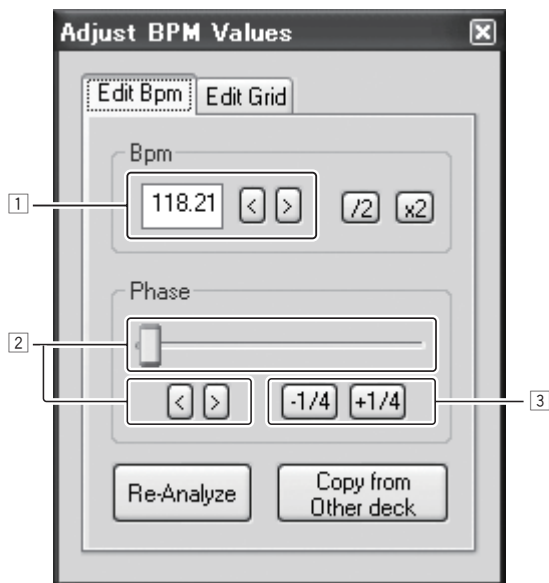 Adjust BPM Values
Edit Bpm Edit Grid
Bpm
1 118.21 < > /2 x2
Phase
2
< > -1/4 +1/4 3
Re-Analyze Copy from
Other deck